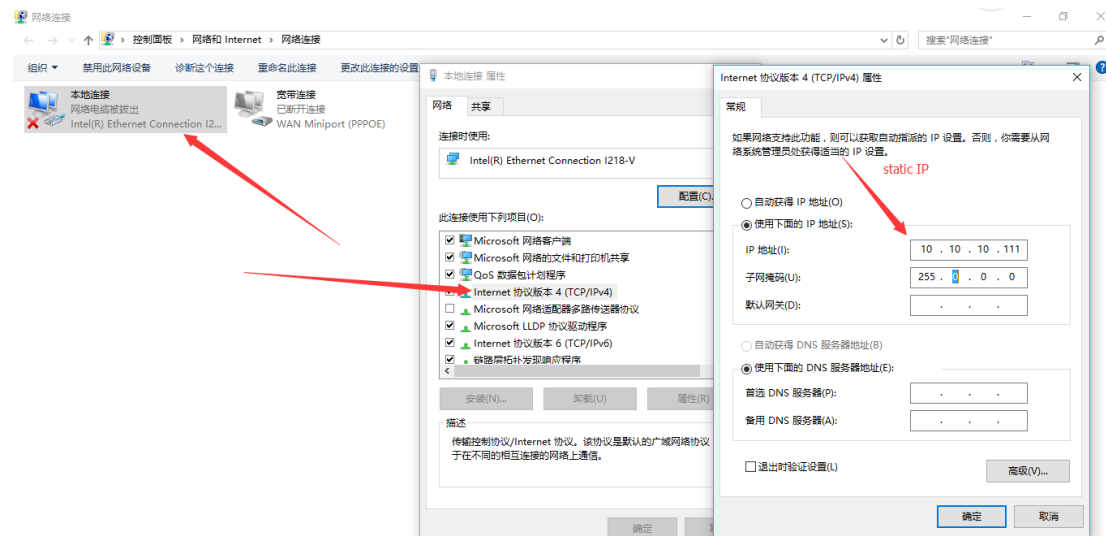 网络连接
控制面板 › 网络和 Internet › 网络连接
搜索"网络连接"
组织
禁用此网络设备
诊断这个连接
重命名此连接
更改此连接的设置
本地连接
网络电缆被拔出
Intel(R) Ethernet Connection I2...
宽带连接
已断开连接
WAN Miniport (PPPOE)
本地连接 属性
网络
共享
连接时使用:
Intel(R) Ethernet Connection I218-V
配置(C)
此连接使用下列项目(O):
Microsoft 网络客户端
Microsoft 网络的文件和打印机共享
QoS 数据包计划程序
Internet 协议版本 4 (TCP/IPv4)
Microsoft 网络适配器多路传送器协议
Microsoft LLDP 协议驱动程序
Internet 协议版本 6 (TCP/IPv6)
链路层拓扑发现响应程序
安装(N)...
卸载(U)
属性(R)
描述
传输控制协议/Internet 协议。该协议是默认的广域网络协议
于在不同的相互连接的网络上通信。
确定
Internet 协议版本 4 (TCP/IPv4) 属性
常规
如果网络支持此功能，则可以获取自动指派的 IP 设置。否则，你需要从网
络系统管理员处获得适当的 IP 设置。
static IP
自动获得 IP 地址(O)
使用下面的 IP 地址(S):
IP 地址(I):
10 . 10 . 10 . 111
子网掩码(U):
255 . 0 . 0 . 0
默认网关(D):
. . .
自动获得 DNS 服务器地址(B)
使用下面的 DNS 服务器地址(E):
首选 DNS 服务器(P):
. . .
备用 DNS 服务器(A):
. . .
退出时验证设置(L)
高级(V)...
确定
取消